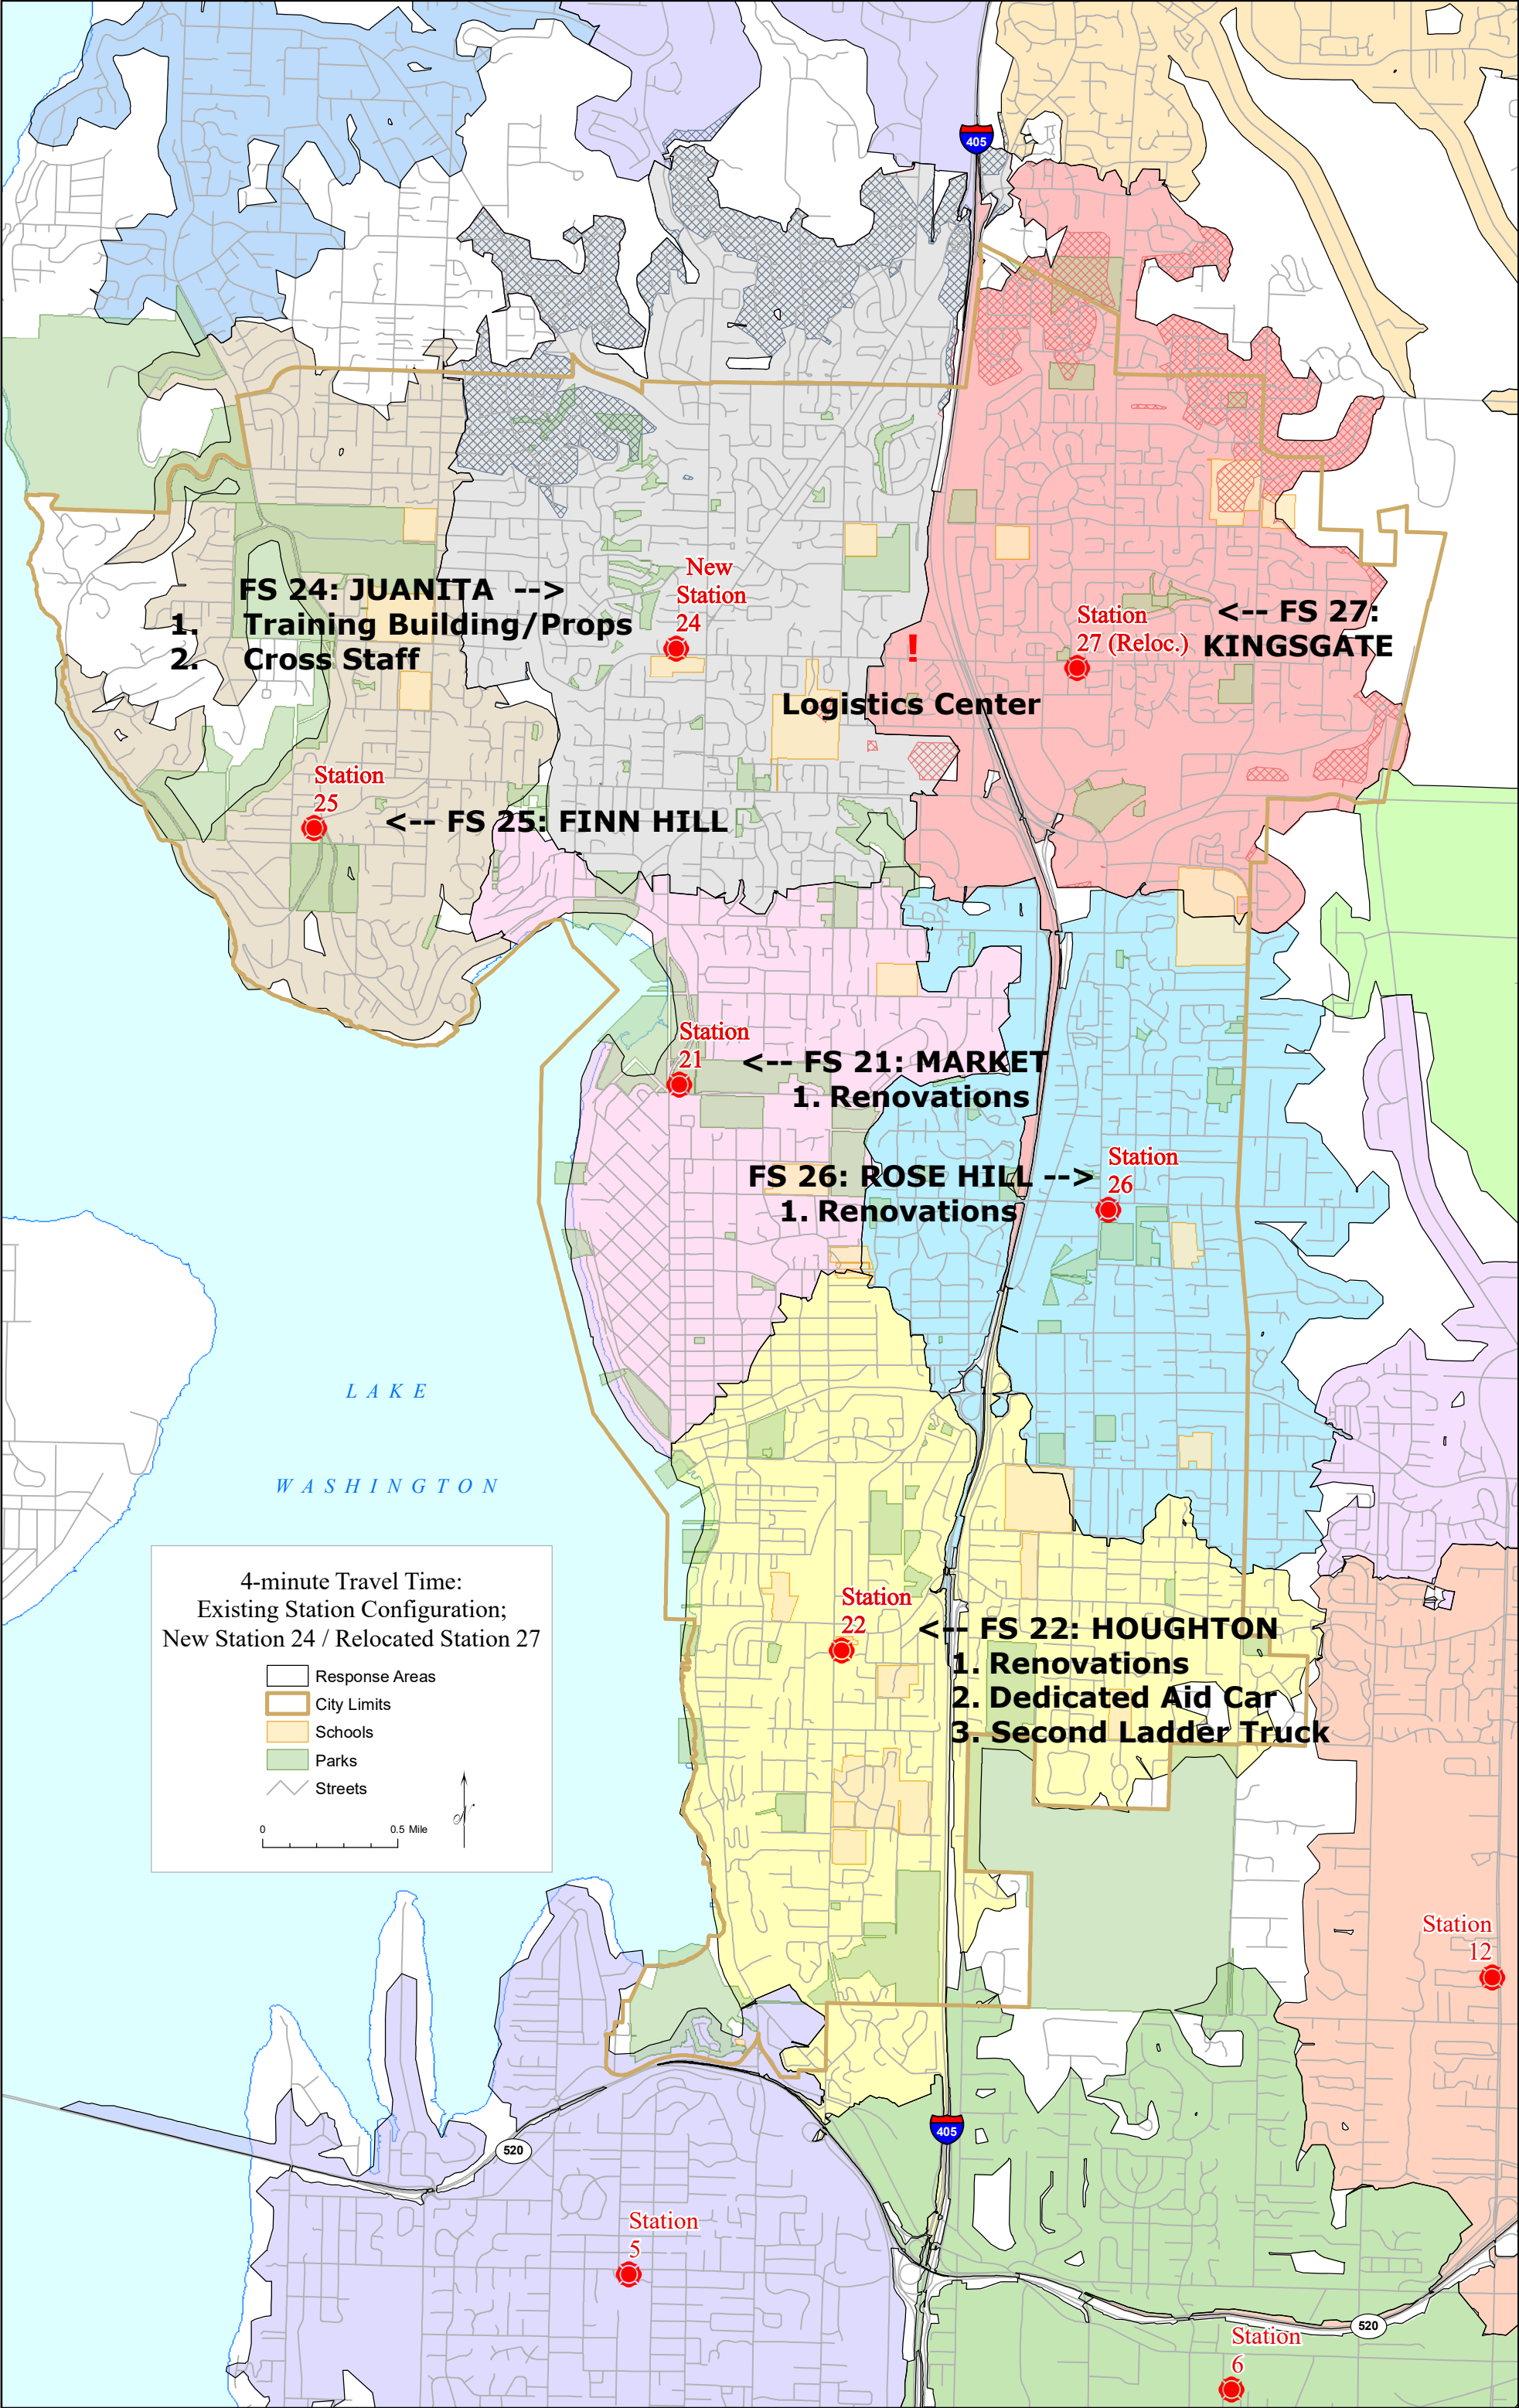 405
FS 24: JUANITA -->
1. Training Building/Props
2. Cross Staff
New
Station
24
!
Logistics Center
Station
27 (Reloc.)
<-- FS 27:
KINGSGATE
Station
25
<-- FS 25: FINN HILL
Station
21
<-- FS 21: MARKET
1. Renovations
FS 26: ROSE HILL -->
1. Renovations
Station
26
LAKE
WASHINGTON
4-minute Travel Time:
Existing Station Configuration;
New Station 24 / Relocated Station 27
Response Areas
City Limits
Schools
Parks
Streets
0 0.5 Mile
N
Station
22
<-- FS 22: HOUGHTON
1. Renovations
2. Dedicated Aid Car
3. Second Ladder Truck
Station
12
405
520
Station
5
520
Station
6